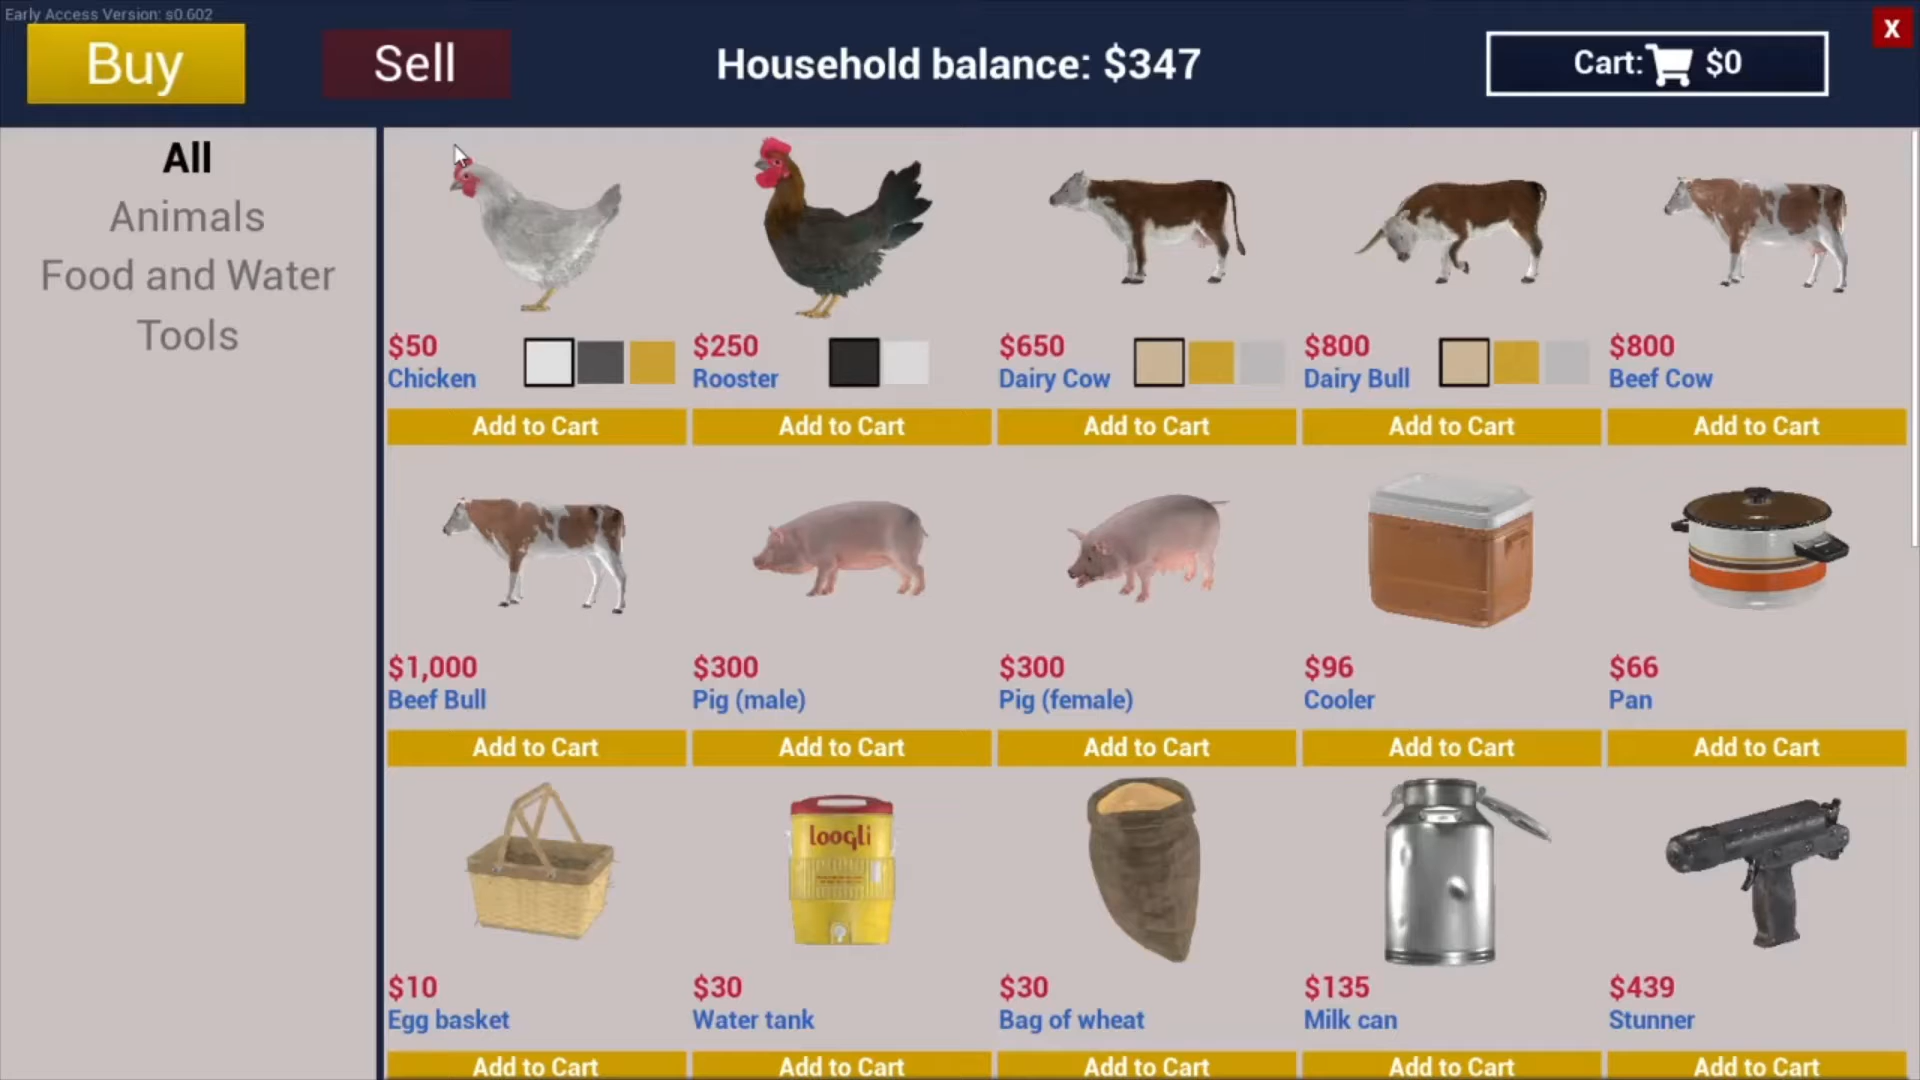 Early Access Version: s0.602
Buy
Sell
Household balance: $347
Cart: $0
X
All
Animals
Food and Water
Tools
$50
Chicken
Add to Cart
$250
Rooster
Add to Cart
$650
Dairy Cow
Add to Cart
$800
Dairy Bull
Add to Cart
$800
Beef Cow
Add to Cart
$1,000
Beef Bull
Add to Cart
$300
Pig (male)
Add to Cart
$300
Pig (female)
Add to Cart
$96
Cooler
Add to Cart
$66
Pan
Add to Cart
$10
Egg basket
Add to Cart
loogli
$30
Water tank
Add to Cart
$30
Bag of wheat
Add to Cart
$135
Milk can
Add to Cart
$439
Stunner
Add to Cart